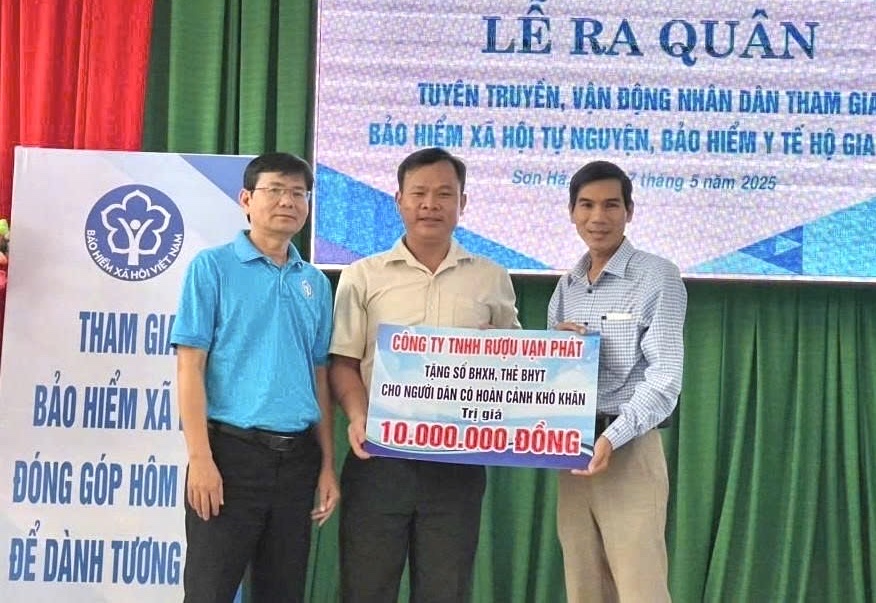 LỄ RA QUÂN
TUYÊN TRUYỀN, VẬN ĐỘNG NHÂN DÂN THAM GIA
BẢO HIỂM XÃ HỘI TỰ NGUYỆN, BẢO HIỂM Y TẾ HỘ GIA
Sơn Hà, 7 tháng 5 năm 2025
BẢO HIỂM XÃ HỘI VIỆT NAM
THAM GIA
BẢO HIỂM XÃ
ĐÓNG GÓP HÔM
ĐỂ DÀNH TƯƠNG
CÔNG TY TNHH RƯỢU VẠN PHÁT
TẶNG SỔ BHXH, THẺ BHYT
CHO NGƯỜI DÂN CÓ HOÀN CẢNH KHÓ KHĂN
Trị giá
10.000.000 ĐỒNG